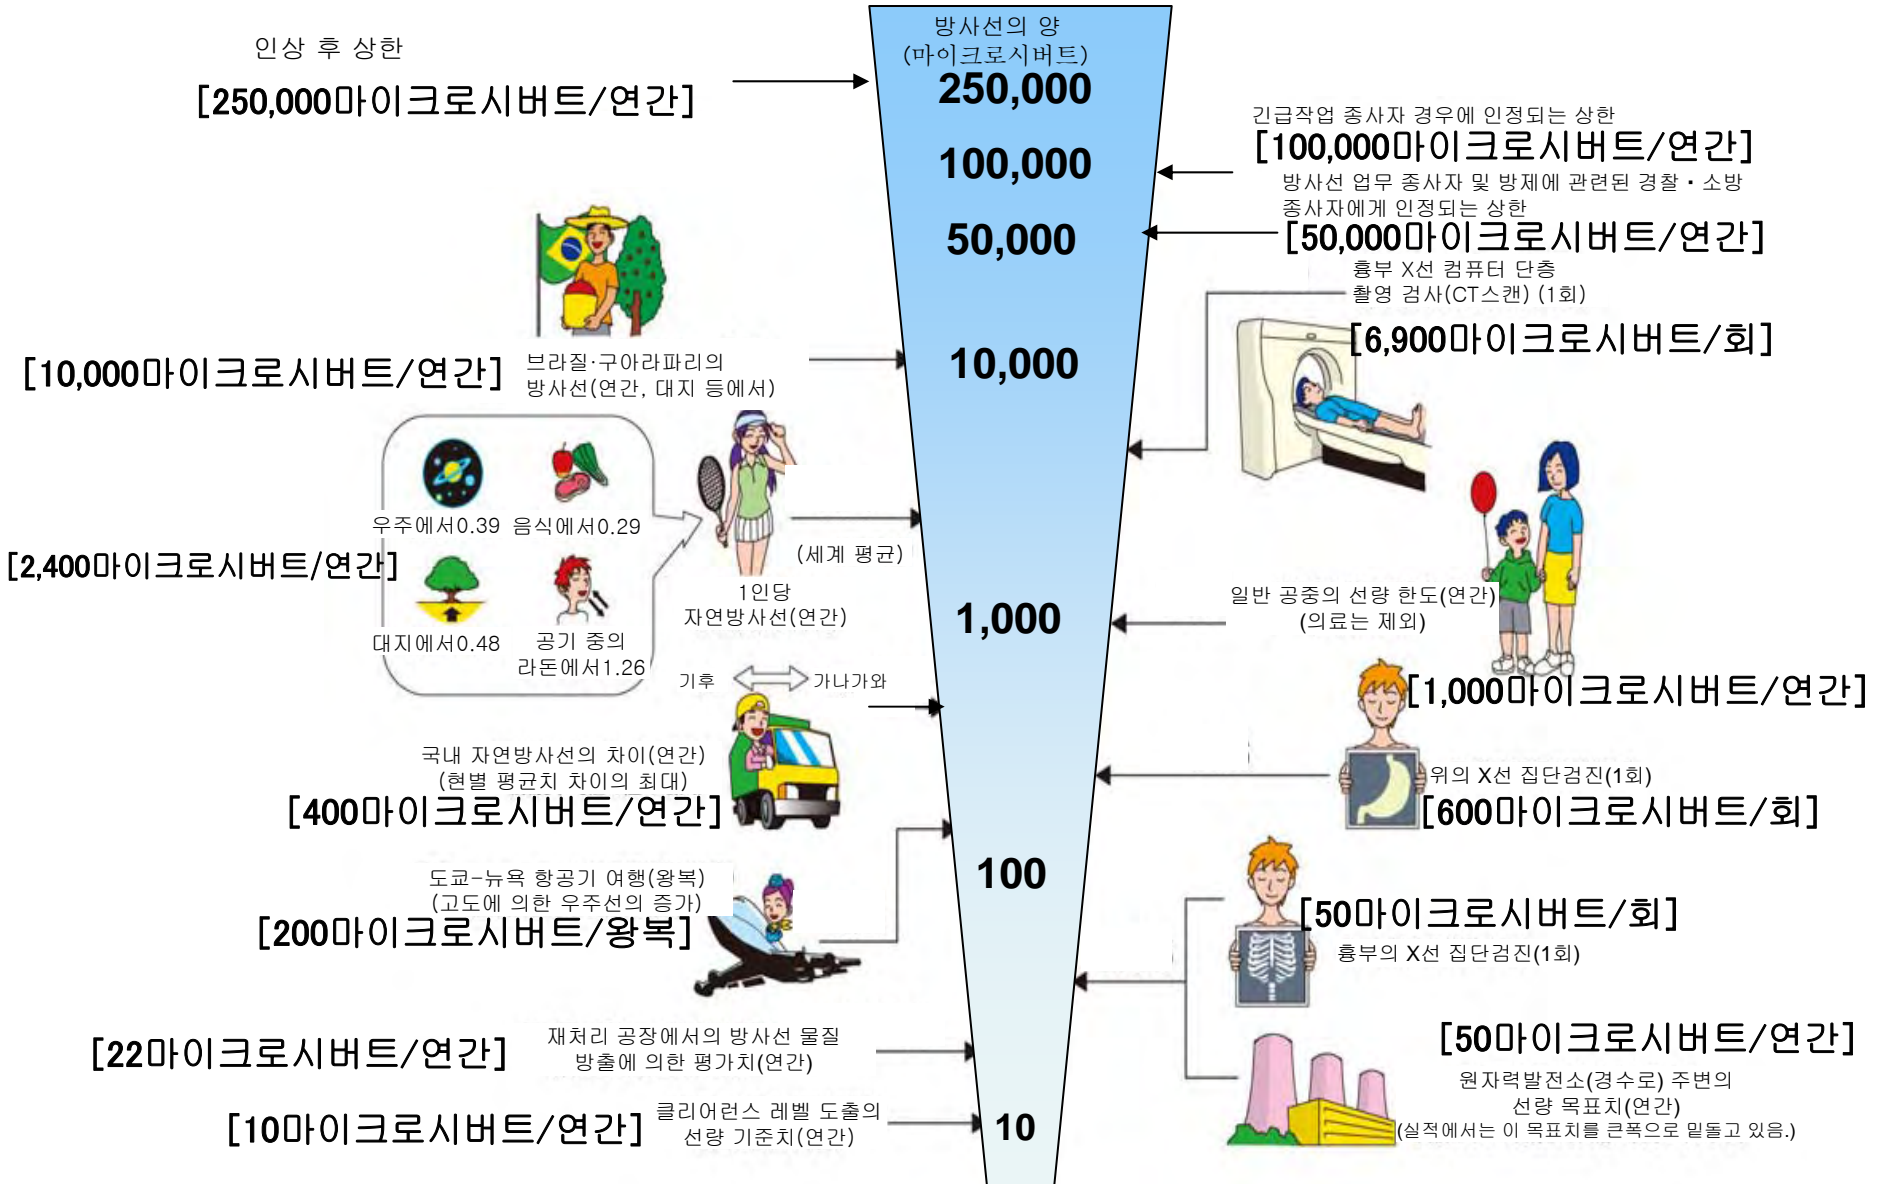 방사선의 양
(마이크로시버트)
250,000
100,000
50,000
10,000
1,000
100
10
인상 후 상한
[250,000마이크로시버트/연간]
[10,000마이크로시버트/연간]
브라질·구아라파리의
방사선(연간, 대지 등에서)
우주에서0.39
음식에서0.29
대지에서0.48
공기 중의
라돈에서1.26
[2,400마이크로시버트/연간]
(세계 평균)
1인당
자연방사선(연간)
기후
가나가와
국내 자연방사선의 차이(연간)
(현별 평균치 차이의 최대)
[400마이크로시버트/연간]
도쿄-뉴욕 항공기 여행(왕복)
(고도에 의한 우주선의 증가)
[200마이크로시버트/왕복]
[22마이크로시버트/연간]
재처리 공장에서의 방사선 물질
방출에 의한 평가치(연간)
[10마이크로시버트/연간]
클리어런스 레벨 도출의
선량 기준치(연간)
긴급작업 종사자 경우에 인정되는 상한
[100,000마이크로시버트/연간]
방사선 업무 종사자 및 방제에 관련된 경찰・소방
종사자에게 인정되는 상한
[50,000마이크로시버트/연간]
흉부 X선 컴퓨터 단층
촬영 검사(CT스캔) (1회)
[6,900마이크로시버트/회]
일반 공중의 선량 한도(연간)
(의료는 제외)
[1,000마이크로시버트/연간]
위의 X선 집단검진(1회)
[600마이크로시버트/회]
[50마이크로시버트/회]
흉부의 X선 집단검진(1회)
[50마이크로시버트/연간]
원자력발전소(경수로) 주변의
선량 목표치(연간)
(실적에서는 이 목표치를 큰폭으로 밑돌고 있음.)